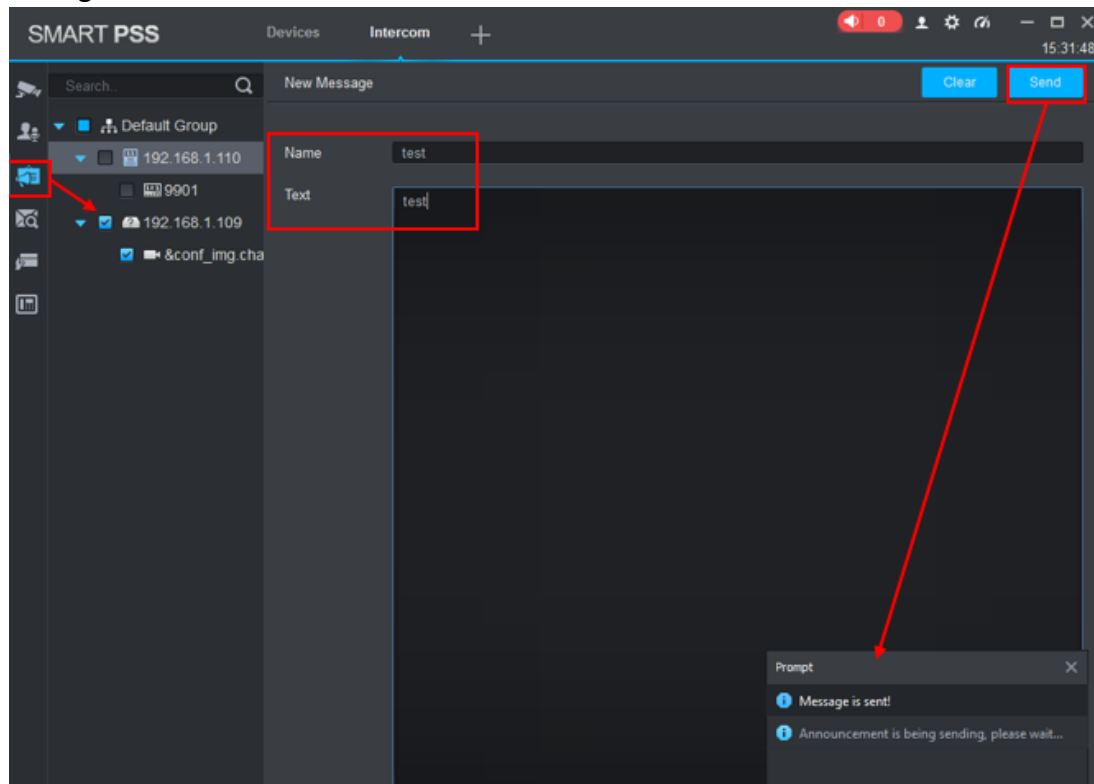 SMART PSS
Devices
Intercom
0
15:31:48
Search..
New Message
Clear
Send
Default Group
192.168.1.110
Name
test
9901
Text
test
192.168.1.109
&conf_img.cha
Prompt
Message is sent!
Announcement is being sending, please wait...